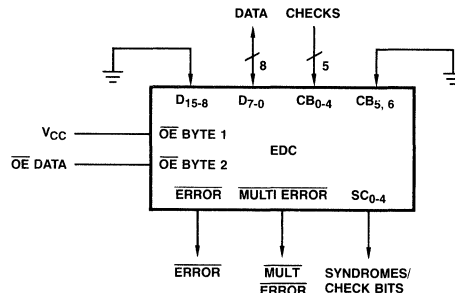 DATA CHECKS
8 5
D15-8 D7-0 CB0-4 CB5, 6
VCC OE BYTE 1
EDC
OE DATA OE BYTE 2
ERROR MULTI ERROR SC0-4
ERROR MULT SYNDROMES/
ERROR CHECK BITS